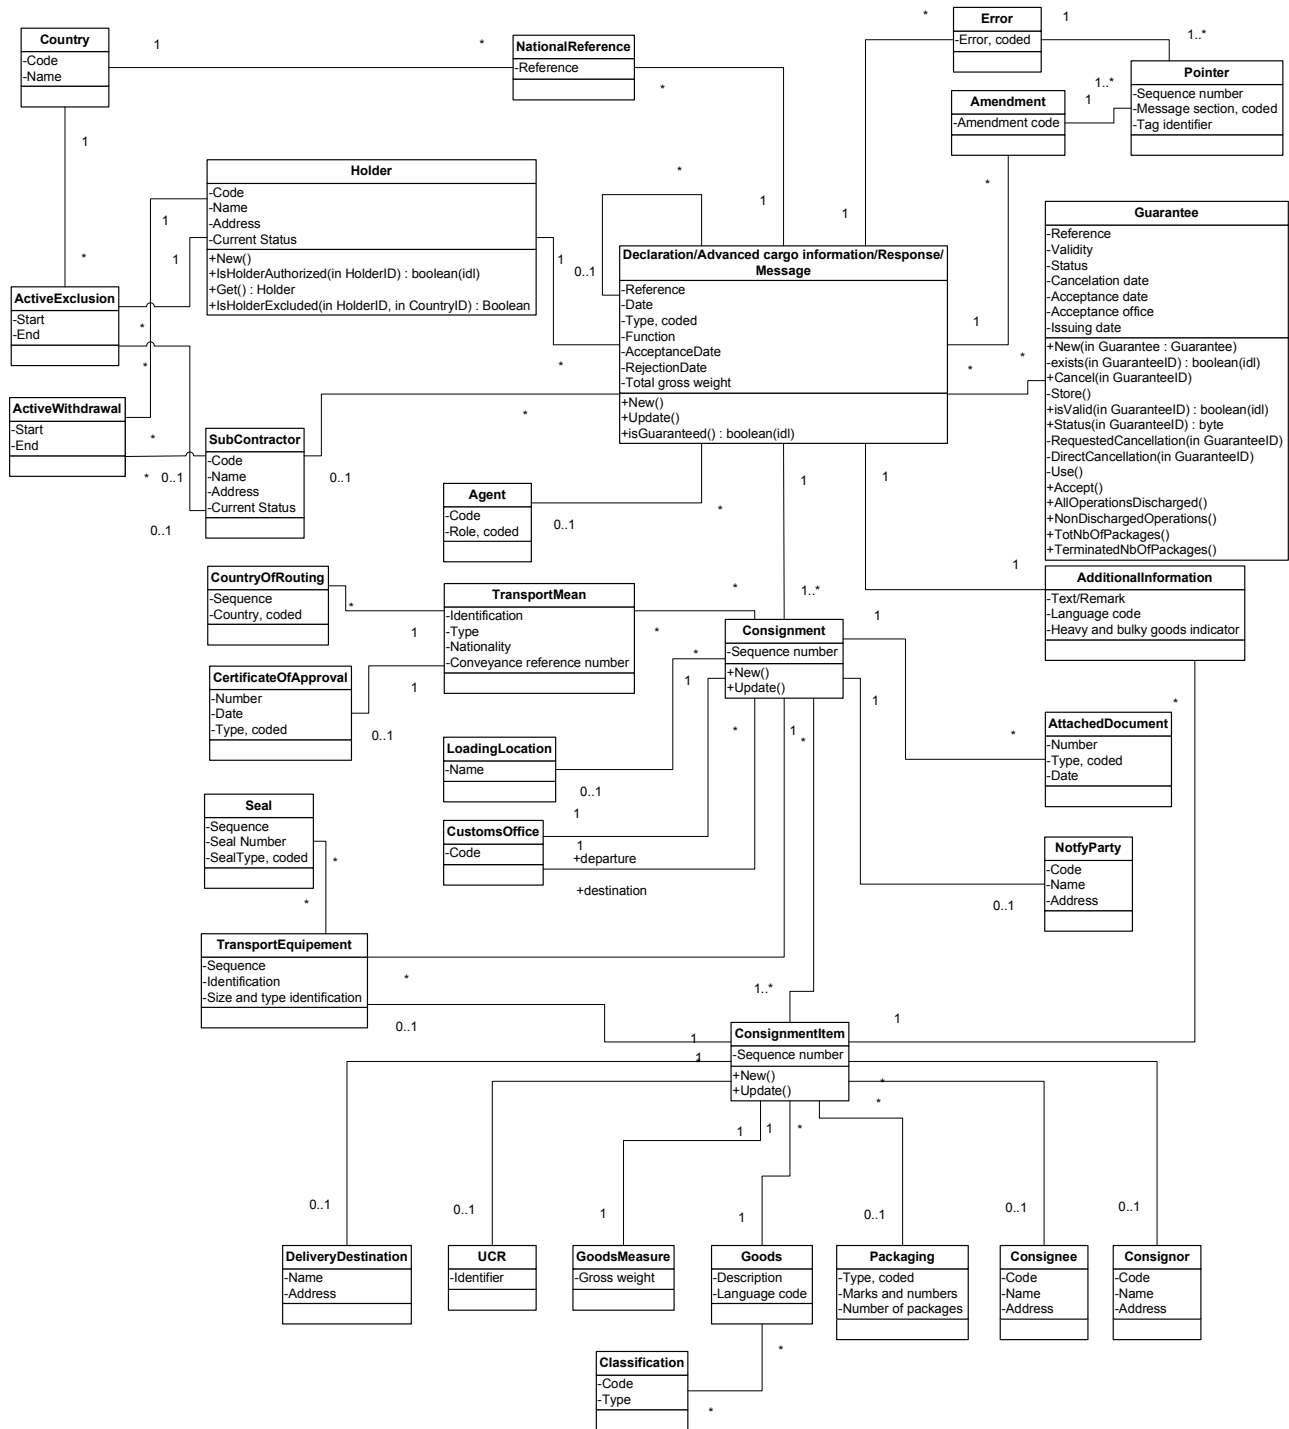 Country
-Code
-Name
1
*
NationalReference
-Reference
*
*
Error
-Error, coded
1
1..*
Pointer
-Sequence number
-Message section, coded
-Tag identifier
1..*
1
Amendment
-Amendment code
*
1
Holder
-Code
-Name
-Address
-Current Status
+New()
+IsHolderAuthorized(in HolderID) : boolean(idl)
+Get() : Holder
+IsHolderExcluded(in HolderID, in CountryID) : Boolean
1
1
1
*
0..1
1
1
Declaration/Advanced cargo information/Response/
Message
-Reference
-Date
-Type, coded
-Function
-AcceptanceDate
-RejectionDate
-Total gross weight
+New()
+Update()
+isGuaranteed() : boolean(idl)
1
*
*
*
*
Guarantee
-Reference
-Validity
-Status
-Cancelation date
-Acceptance date
-Acceptance office
-Issuing date
+New(in Guarantee : Guarantee)
-exists(in GuaranteeID) : boolean(idl)
+Cancel(in GuaranteeID)
-Store()
+isValid(in GuaranteeID) : boolean(idl)
+Status(in GuaranteeID) : byte
-RequestedCancellation(in GuaranteeID)
-DirectCancellation(in GuaranteeID)
-Use()
+Accept()
+AllOperationsDischarged()
+NonDischargedOperations()
+TotNbOfPackages()
+TerminatedNbOfPackages()
*
ActiveExclusion
-Start
-End
*
*
ActiveWithdrawal
-Start
-End
*
*
SubContractor
-Code
-Name
-Address
-Current Status
0..1
0..1
0..1
Agent
-Code
-Role, coded
0..1
*
1
1
CountryOfRouting
-Sequence
-Country, coded
*
1
TransportMean
-Identification
-Type
-Nationality
-Conveyance reference number
*
*
1..*
1
1
AdditionalInformation
-Text/Remark
-Language code
-Heavy and bulky goods indicator
*
CertificateOfApproval
-Number
-Date
-Type, coded
1
0..1
Consignment
-Sequence number
+New()
+Update()
*
1
1
*
1
*
LoadingLocation
-Name
0..1
AttachedDocument
-Number
-Type, coded
-Date
*
Seal
-Sequence
-Seal Number
-SealType, coded
*
*
CustomsOffice
-Code
1
1
+departure
+destination
NotfyParty
-Code
-Name
-Address
0..1
TransportEquipement
-Sequence
-Identification
-Size and type identification
*
0..1
1..*
1
ConsignmentItem
-Sequence number
+New()
+Update()
1
1
1
*
*
1
1
*
0..1
0..1
1
1
0..1
0..1
0..1
DeliveryDestination
-Name
-Address
UCR
-Identifier
GoodsMeasure
-Gross weight
Goods
-Description
-Language code
Packaging
-Type, coded
-Marks and numbers
-Number of packages
Consignee
-Code
-Name
-Address
Consignor
-Code
-Name
-Address
*
Classification
-Code
-Type
*